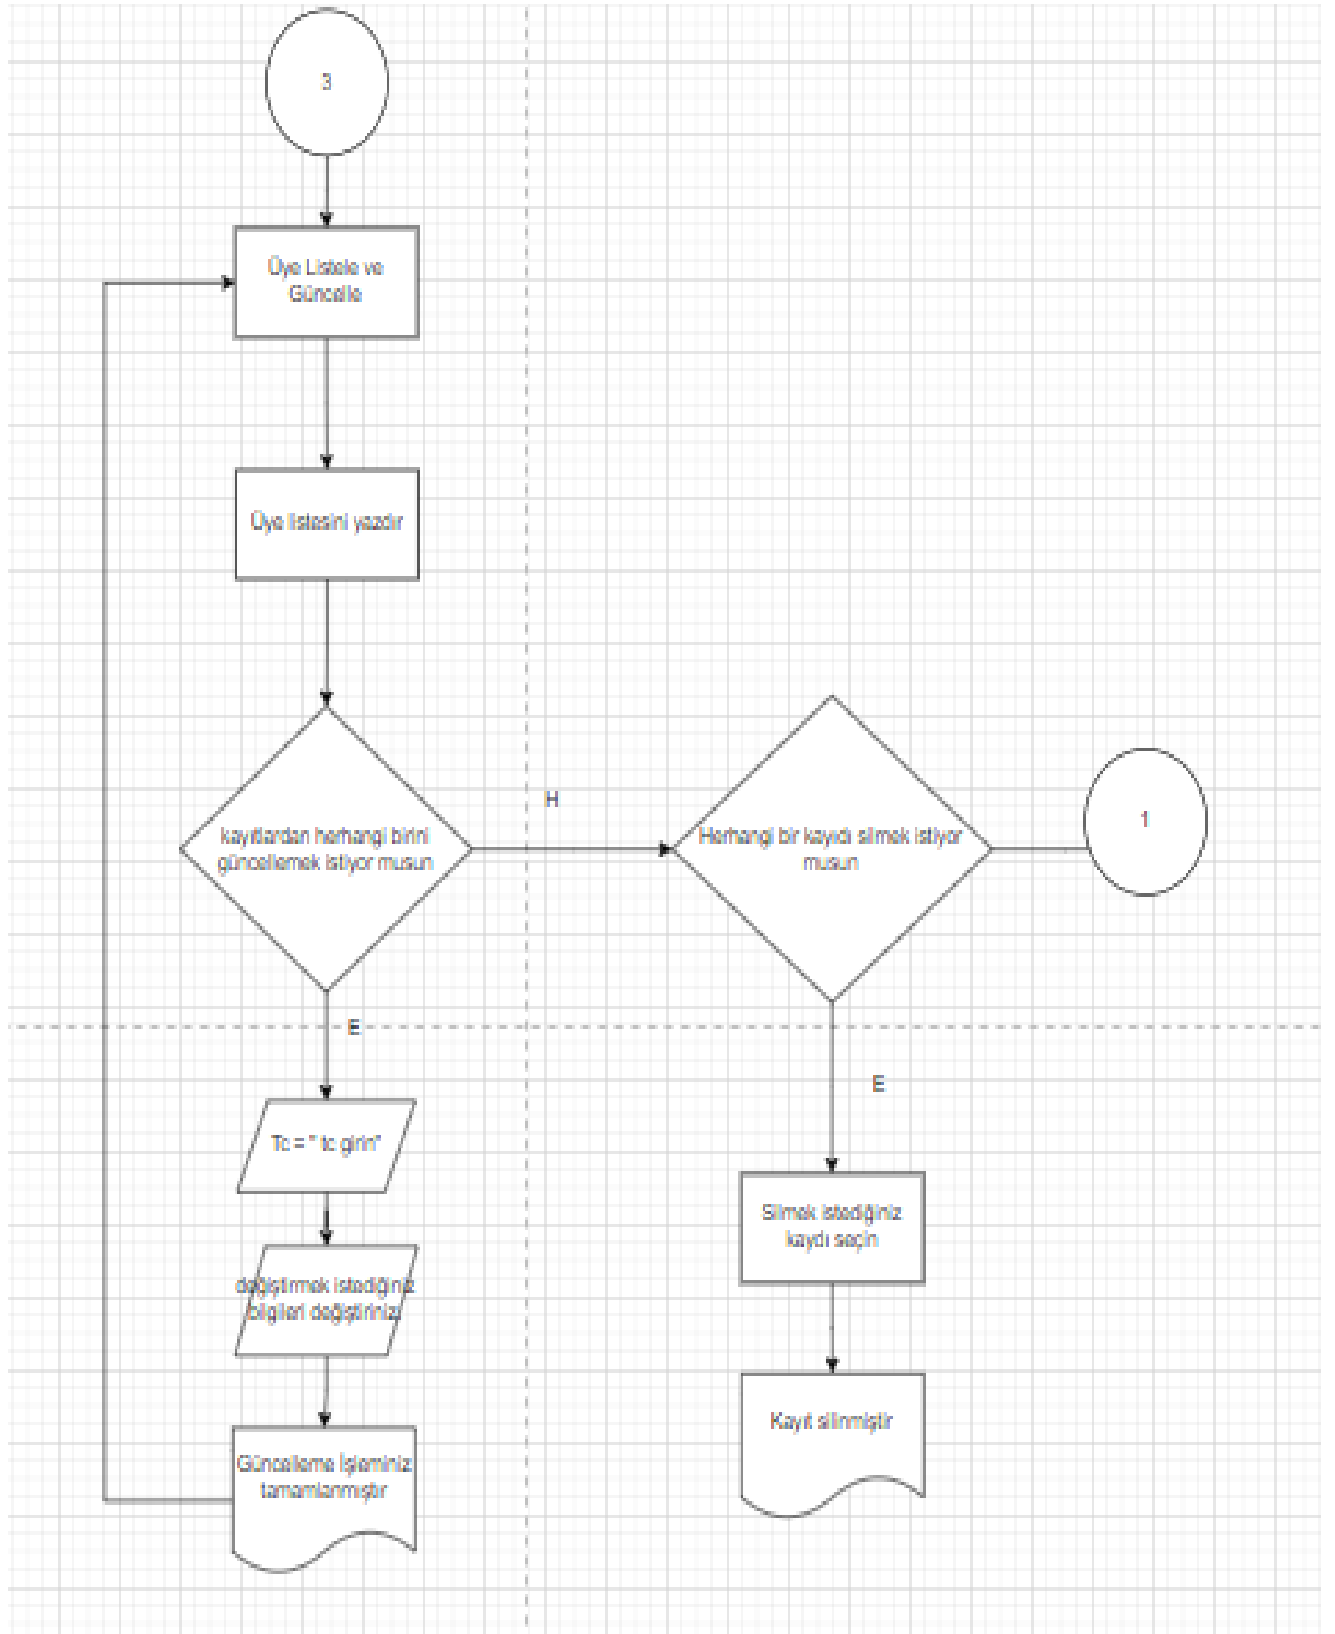 3
Üye Listele ve
Güncelle
Üye listesini yazdır
kayıtlardan herhangi birini
güncellemek istiyor musun
H
Herhangi bir kayıdı silmek istiyor
musun
1
E
Tc = " tc girin"
değiştirmek istediğiniz
bilgileri değiştiriniz
Güncelleme İşleminiz
tamamlanmıştır
E
Silmek istediğiniz
kaydı seçin
Kayıt silinmiştir